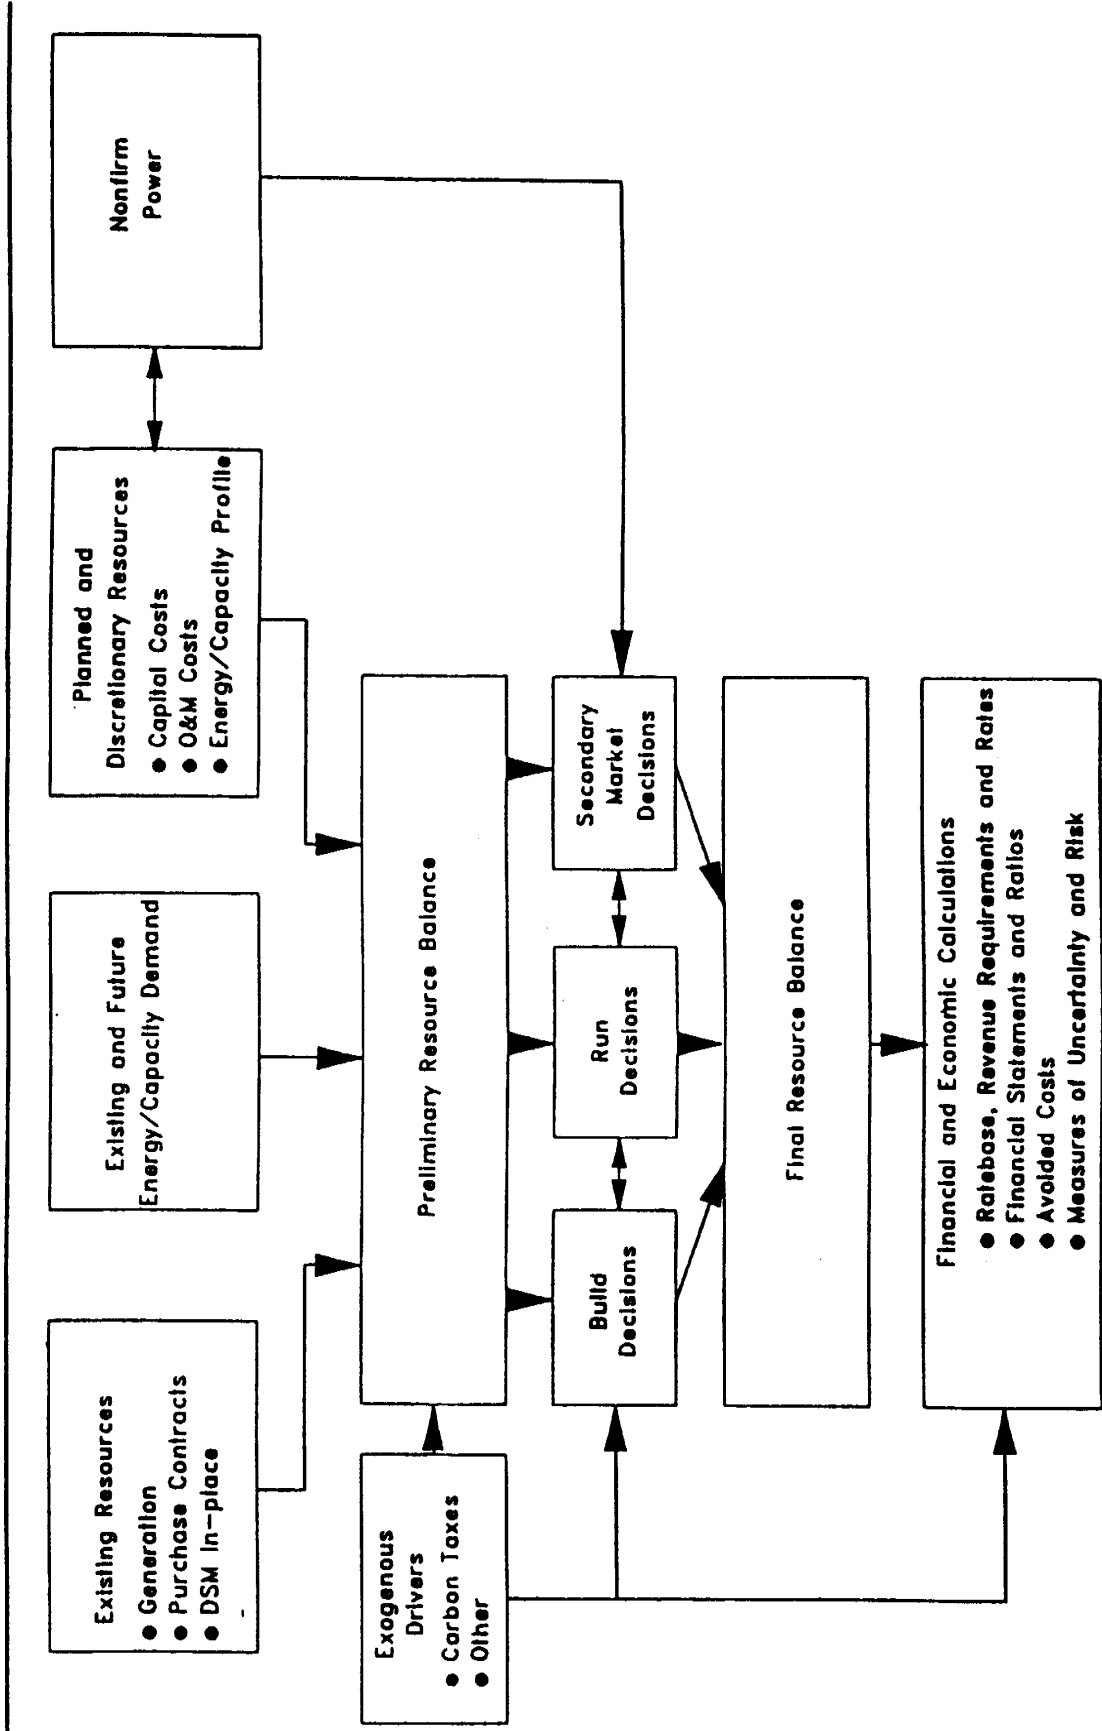 Existing Resources
● Generation
● Purchase Contracts
● DSM In-place
Existing and Future
Energy/Capacity Demand
Planned and
Discretionary Resources
● Capital Costs
● O&M Costs
● Energy/Capacity Profile
Nonfirm
Power
Exogenous
Drivers
● Carbon Taxes
● Other
Preliminary Resource Balance
Build
Decisions
Run
Decisions
Secondary
Market
Decisions
Final Resource Balance
Financial and Economic Calculations
● Ratebase, Revenue Requirements and Rates
● Financial Statements and Ratios
● Avoided Costs
● Measures of Uncertainty and Risk